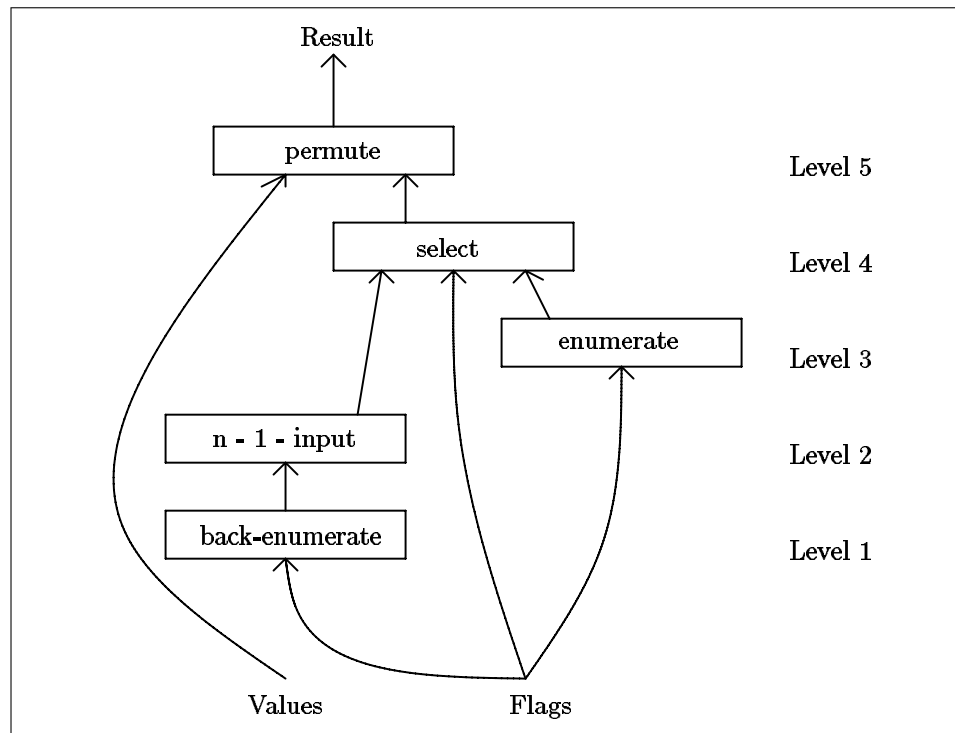 Result
permute
Level 5
select
Level 4
enumerate
Level 3
n - 1 - input
Level 2
back-enumerate
Level 1
Values
Flags